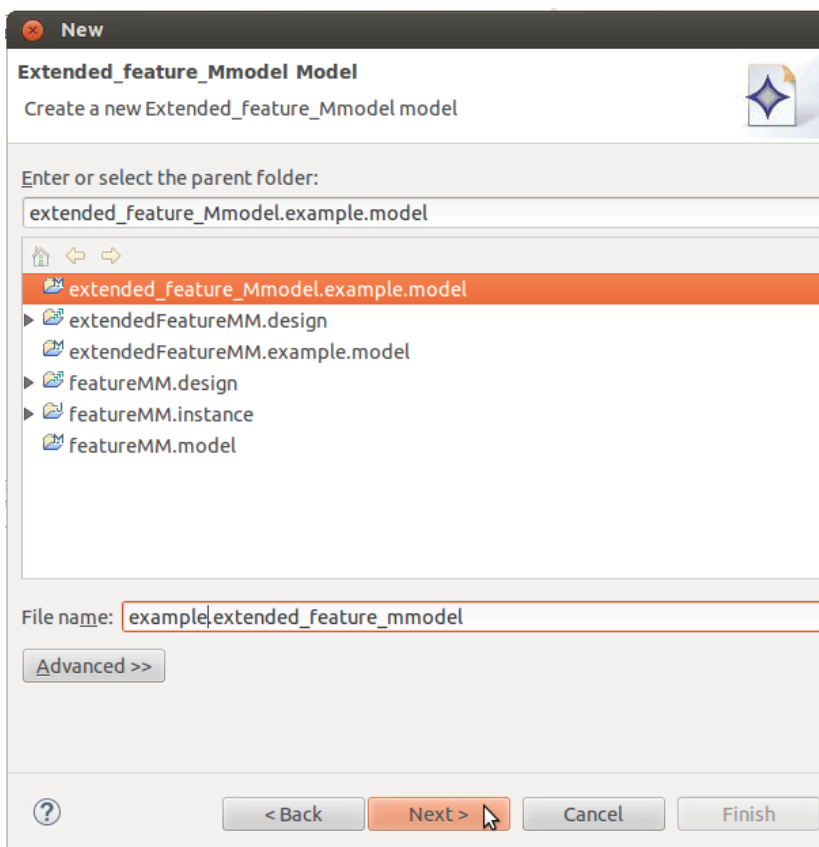 New
Extended_feature_Mmodel Model
Create a new Extended_feature_Mmodel model
Enter or select the parent folder:
extended_feature_Mmodel.example.model
extended_feature_Mmodel.example.model
extendedFeatureMM.design
extendedFeatureMM.example.model
featureMM.design
featureMM.instance
featureMM.model
File name: example.extended_feature_mmodel
Advanced >>
< Back Next > Cancel Finish